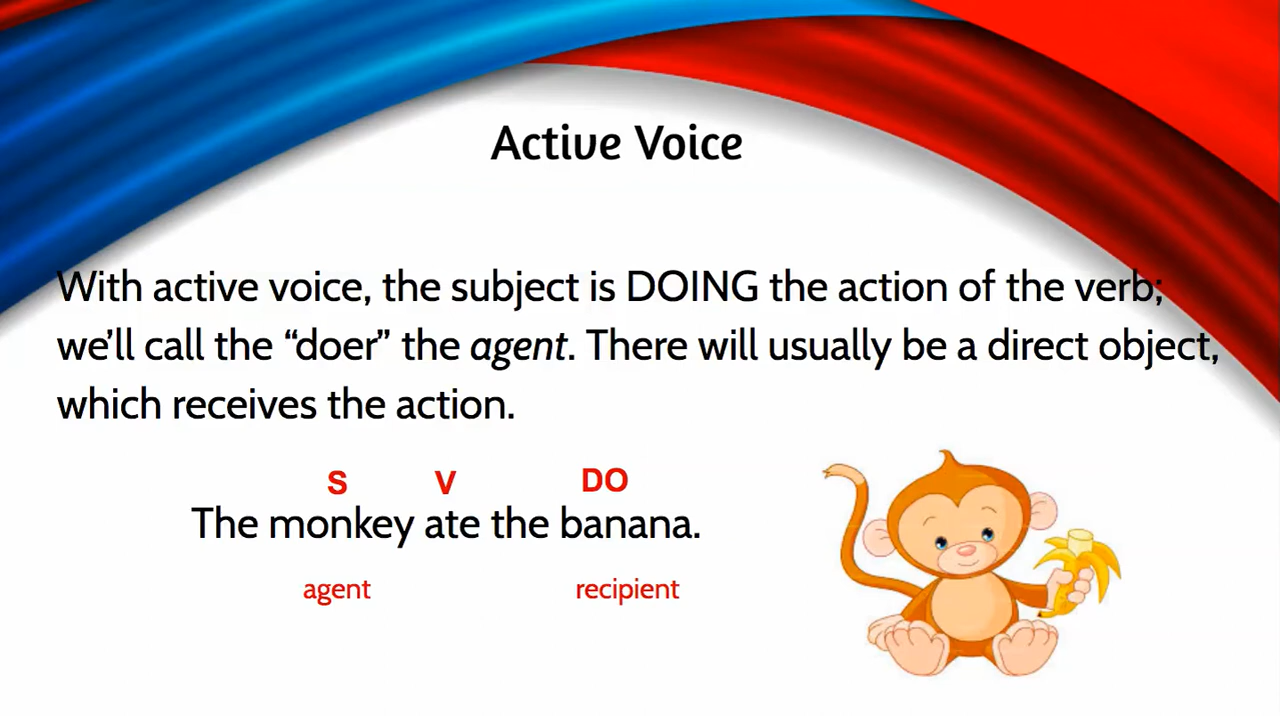 Active Voice
With active voice, the subject is DOING the action of the verb;
we’ll call the “doer” the agent. There will usually be a direct object,
which receives the action.
S V DO
The monkey ate the banana.
agent recipient